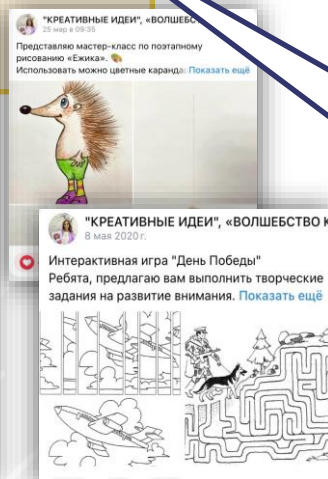 "КРЕАТИВНЫЕ ИДЕИ", «ВОЛШЕБС
25 мар в 09:35
Представляю мастер-класс по поэтапному
рисованию «Ежика».
Использовать можно цветные каранда: Показать ещё
"КРЕАТИВНЫЕ ИДЕИ", «ВОЛШЕБСТВО К
8 мая 2020 г.
Интерактивная игра "День Победы"
Ребята, предлагаю вам выполнить творческие
задания на развитие внимания. Показать ещё